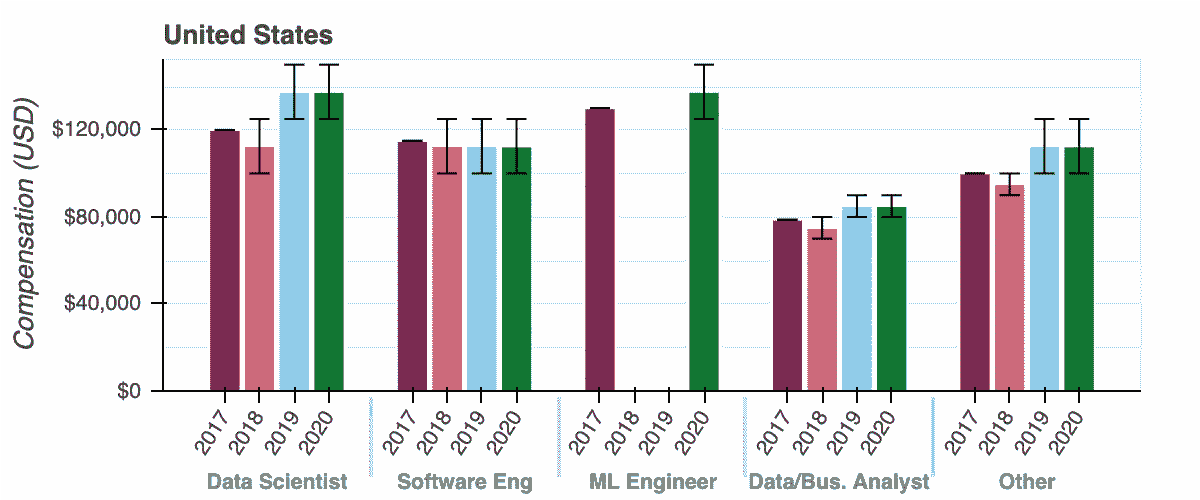 United States
Compensation (USD)
$120,000
$80,000
$40,000
$0
2017 2018 2019 2020 2017 2018 2019 2020 2017 2018 2019 2020 2017 2018 2019 2020 2017 2018 2019 2020
Data Scientist Software Eng ML Engineer Data/Bus. Analyst Other